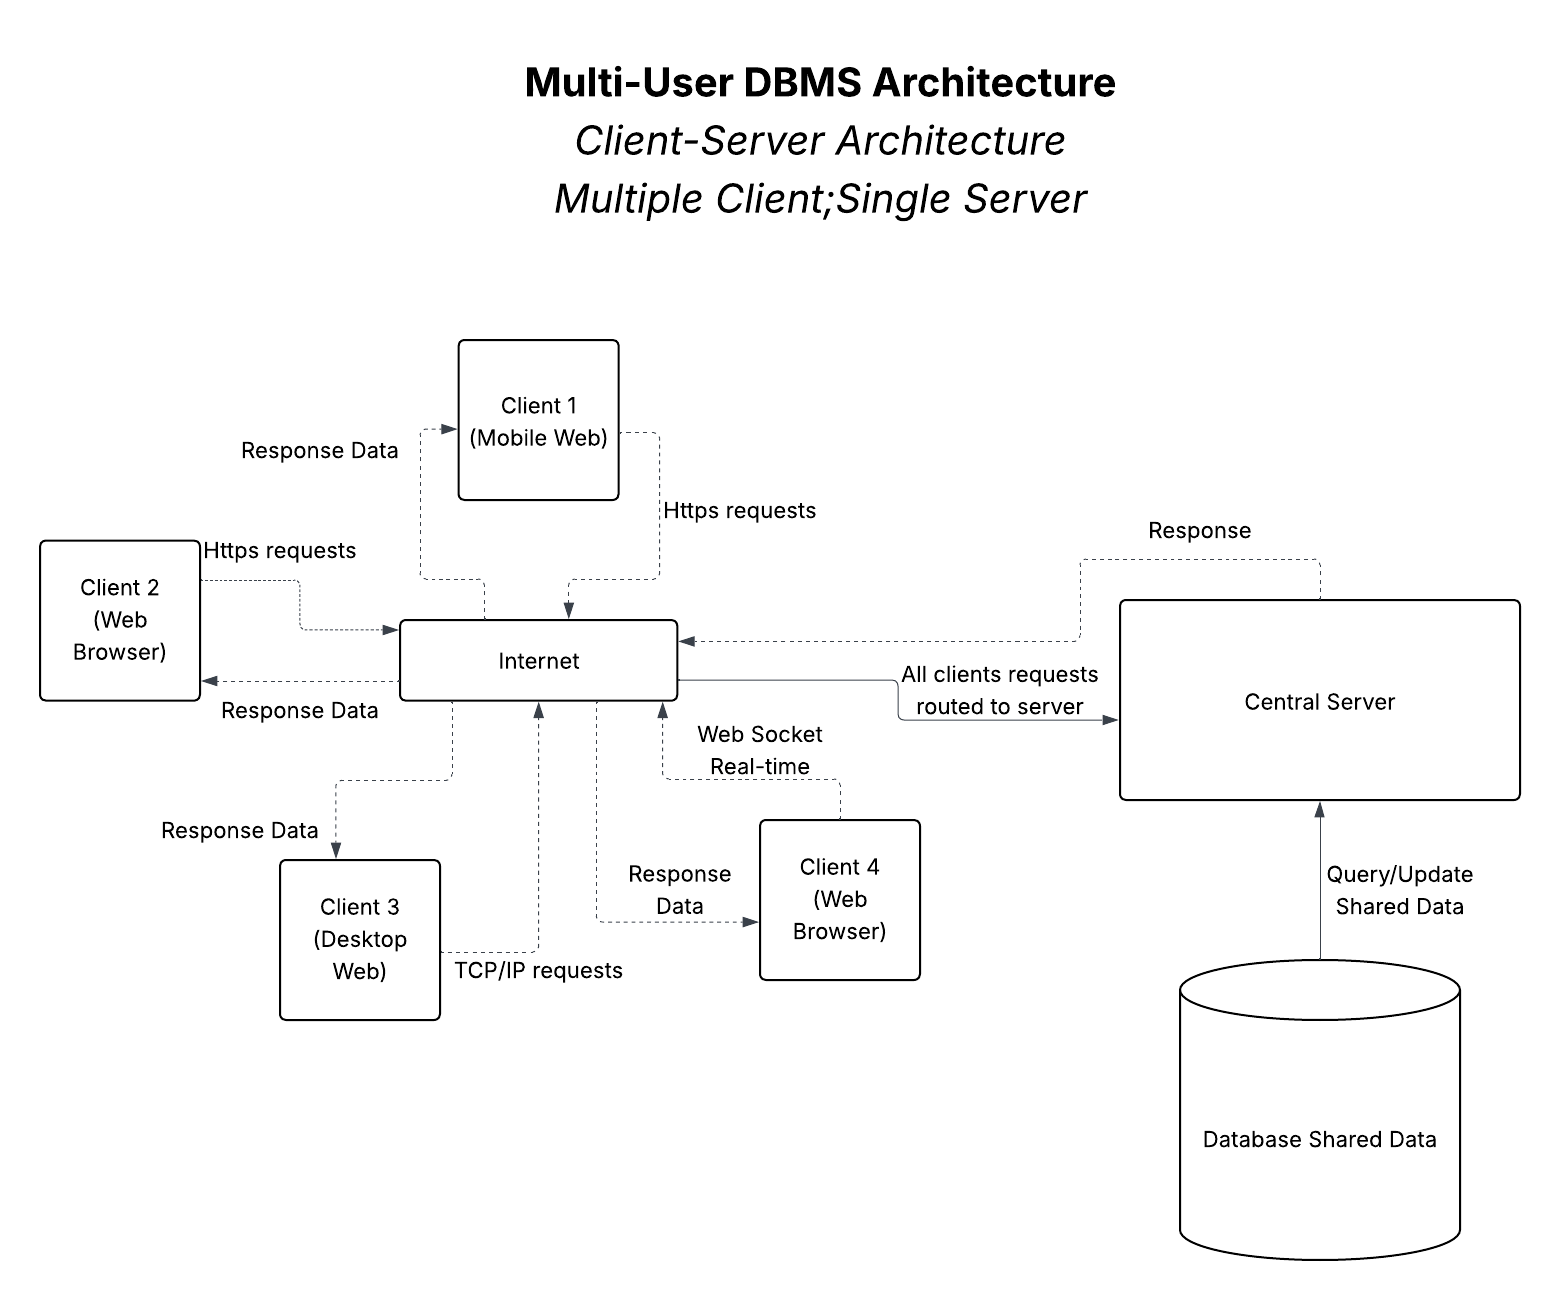 Multi-User DBMS Architecture
Client-Server Architecture
Multiple Client;Single Server
Client 1
(Mobile Web)
Response Data
Https requests
Response
Https requests
Client 2
(Web
Browser)
Internet
All clients requests
routed to server
Central Server
Response Data
Web Socket
Real-time
Response Data
Response
Data
Client 4
(Web
Browser)
Query/Update
Shared Data
Client 3
(Desktop
Web)
TCP/IP requests
Database Shared Data